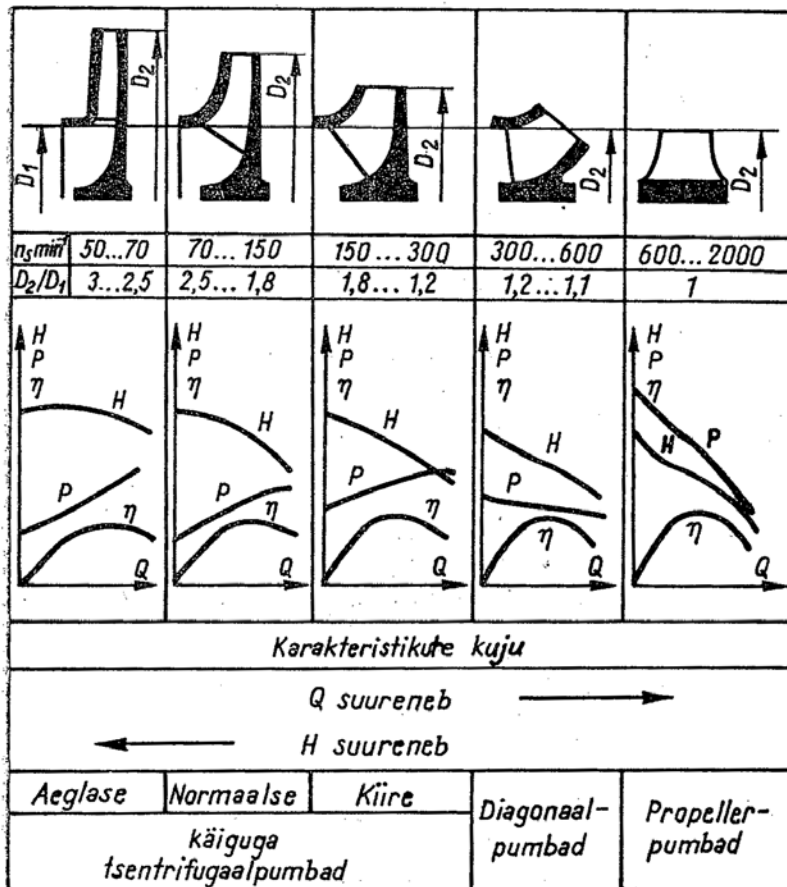 D₁ D₂ D₂ D₂ D₂ D₂
nₛ min⁻¹ 50...70 70...150 150...300 300...600 600...2000
D₂/D₁ 3...2,5 2,5...1,8 1,8...1,2 1,2...1,1 1
H H H H H
P P P P P
η η η η η
H H H H H
P P P P P
η η η η η
Q Q Q Q Q
Karakteristikute kuju
Q suureneb
H suureneb
Aeglase Normaalse Kiire
käiguga
tsentrifugaalpumbad
Diagonaal-
pumbad
Propeller-
pumbad